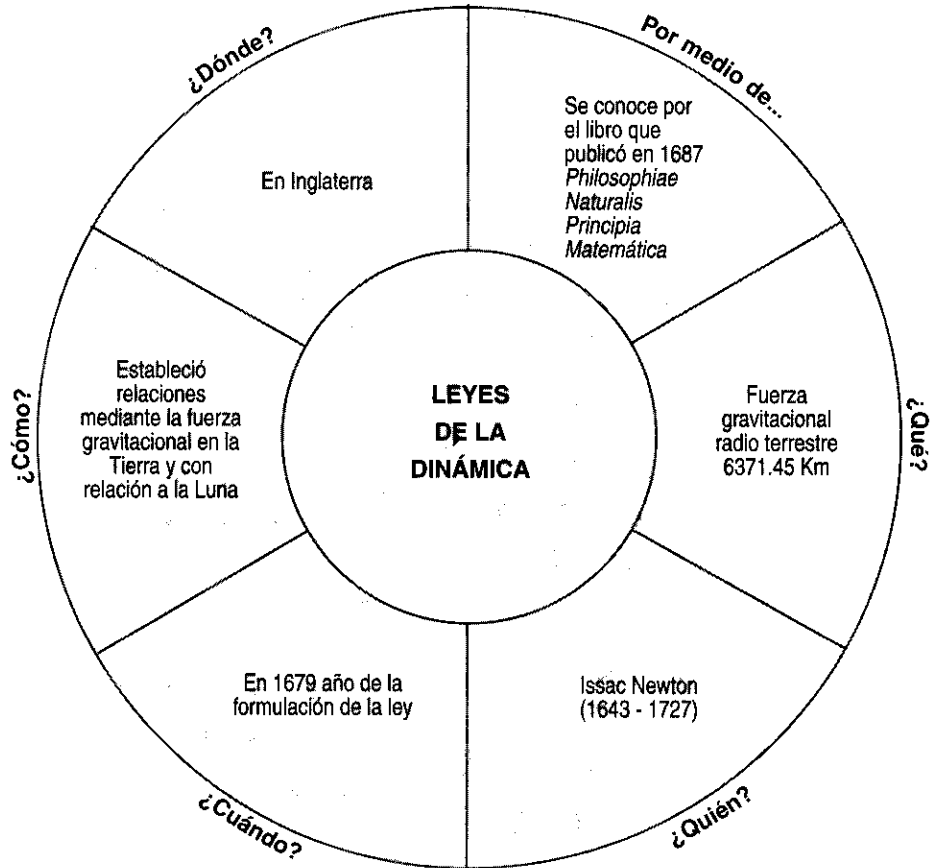 ¿Dónde?
En Inglaterra
Por medio de...
Se conoce por
el libro que
publicó en 1687
Philosophiae
Naturalis
Principia
Matemática
¿Cómo?
Estableció
relaciones
mediante la fuerza
gravitacional en la
Tierra y con
relación a la Luna
LEYES
DE LA
DINÁMICA
¿Qué?
Fuerza
gravitacional
radio terrestre
6371.45 Km
¿Cuándo?
En 1679 año de la
formulación de la ley
¿Quién?
Issac Newton
(1643 - 1727)